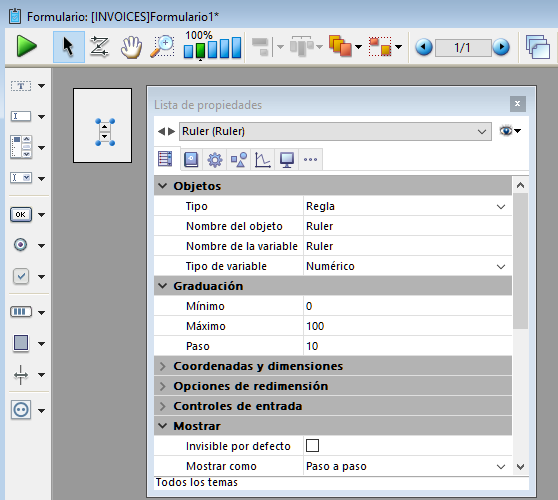 Formulario: [INVOICES]Formulario1*
100%
1/1
OK
Lista de propiedades
Ruler (Ruler)
Objetos
Tipo Regla
Nombre del objeto Ruler
Nombre de la variable Ruler
Tipo de variable Numérico
Graduación
Mínimo 0
Máximo 100
Paso 10
Coordenadas y dimensiones
Opciones de redimensión
Controles de entrada
Mostrar
Invisible por defecto
Mostrar como Paso a paso
Todos los temas